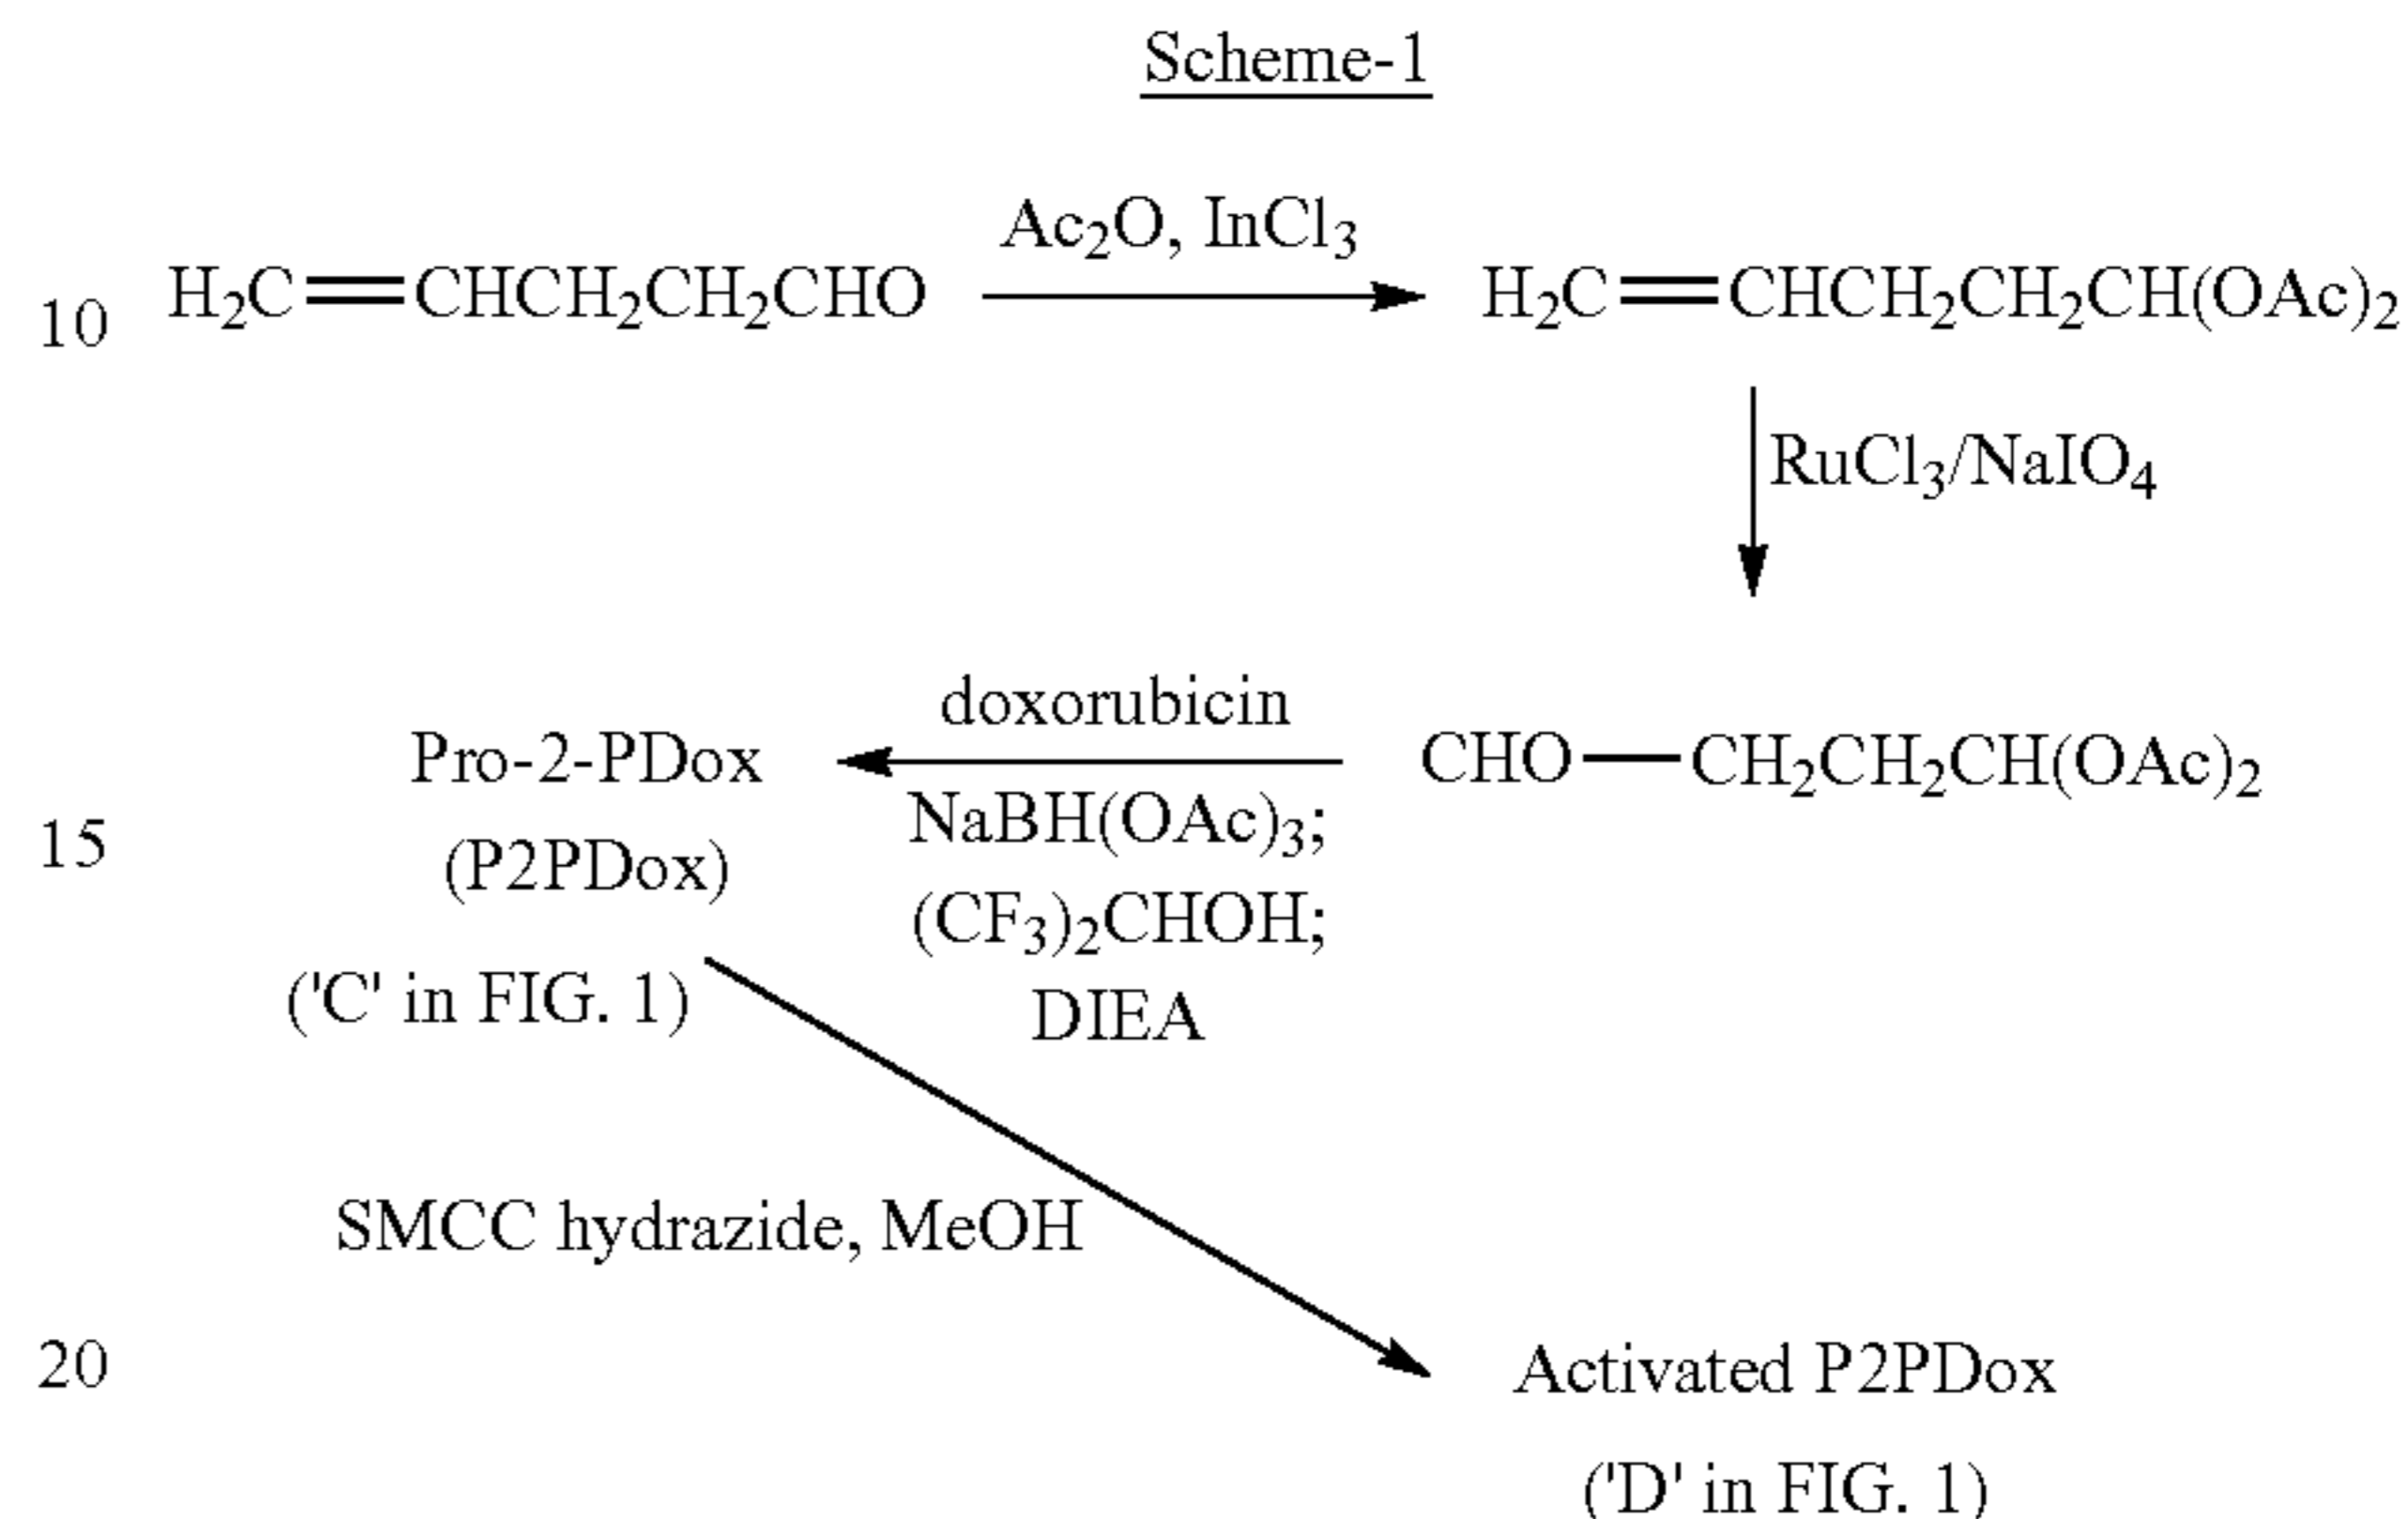 Scheme-1
Ac₂O, InCl₃
10 H₂C=CHCH₂CH₂CHO H₂C=CHCH₂CH₂CH(OAc)₂
RuCl₃/NaIO₄
doxorubicin
Pro-2-PDox CHO—CH₂CH₂CH(OAc)₂
NaBH(OAc)₃;
15 (P2PDox)
(CF₃)₂CHOH;
('C' in FIG. 1)
DIEA
SMCC hydrazide, MeOH
20 Activated P2PDox
('D' in FIG. 1)